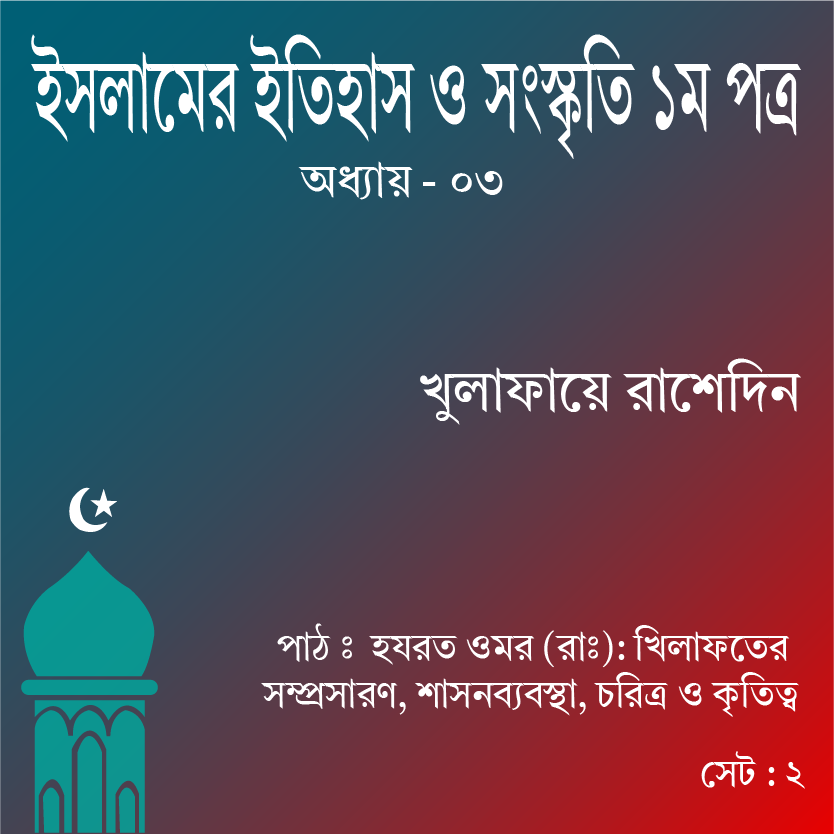 ইসলামের ইতিহাস ও সংস্কৃতি ১ম পত্র
অধ্যায় - ০৩
খুলাফায়ে রাশেদিন
পাঠ ঃ হযরত ওমর (রাঃ): খিলাফতের
সম্প্রসারণ, শাসনব্যবস্থা, চরিত্র ও কৃতিত্ব
সেট : ২